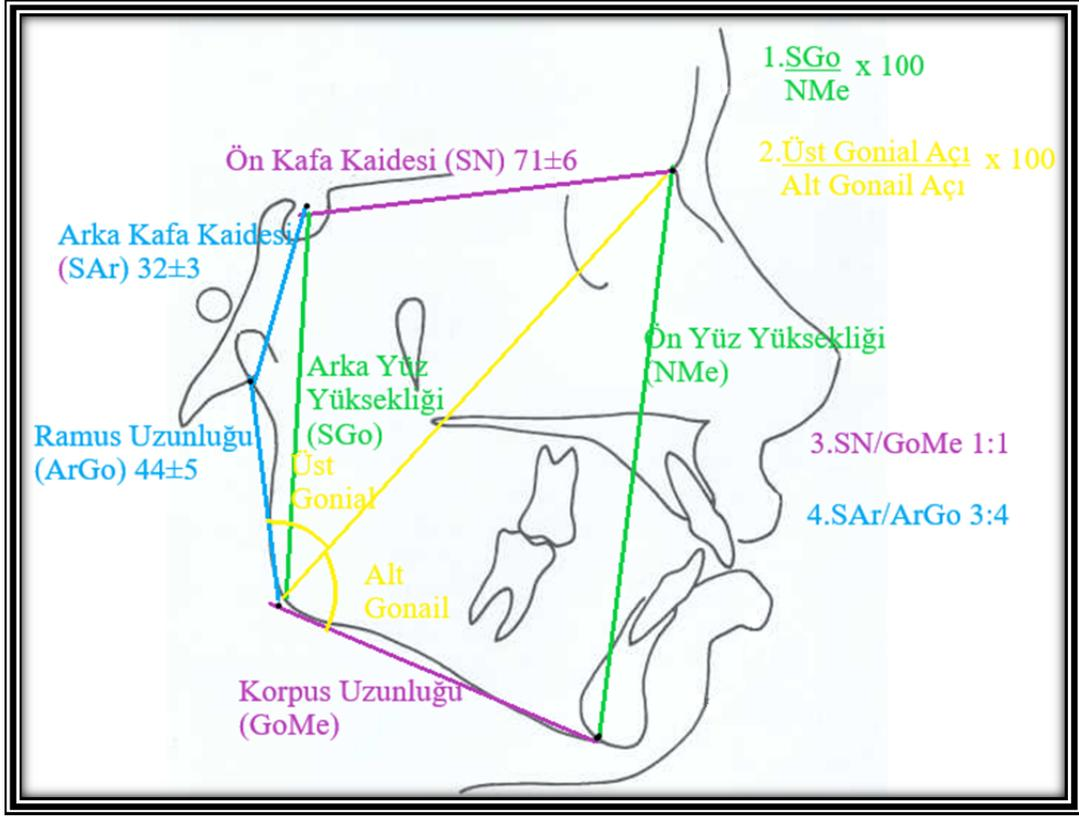 1.SGo x 100
NMe
Ön Kafa Kaidesi (SN) 71±6
2.Üst Gonial Açı x 100
Alt Gonail Açı
Arka Kafa Kaidesi
(SAr) 32±3
Ön Yüz Yüksekliği
(NMe)
Arka Yüz
Yüksekliği
(SGo)
Ramus Uzunluğu
(ArGo) 44±5
3.SN/GoMe 1:1
Üst
Gonial
4.SAr/ArGo 3:4
Alt
Gonail
Korpus Uzunluğu
(GoMe)